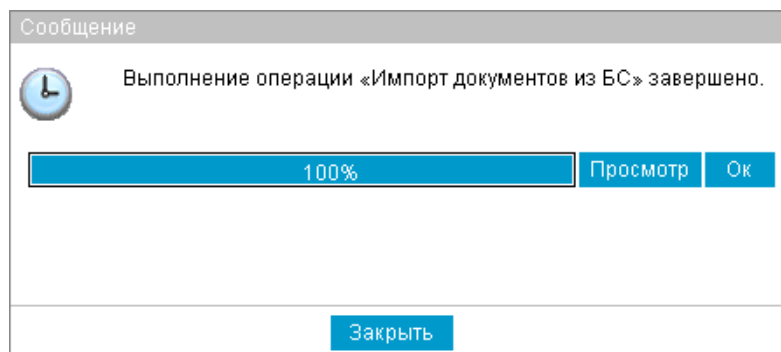 Сообщение
Выполнение операции «Импорт документов из БС» завершено.
100% Просмотр Ок
Закрыть